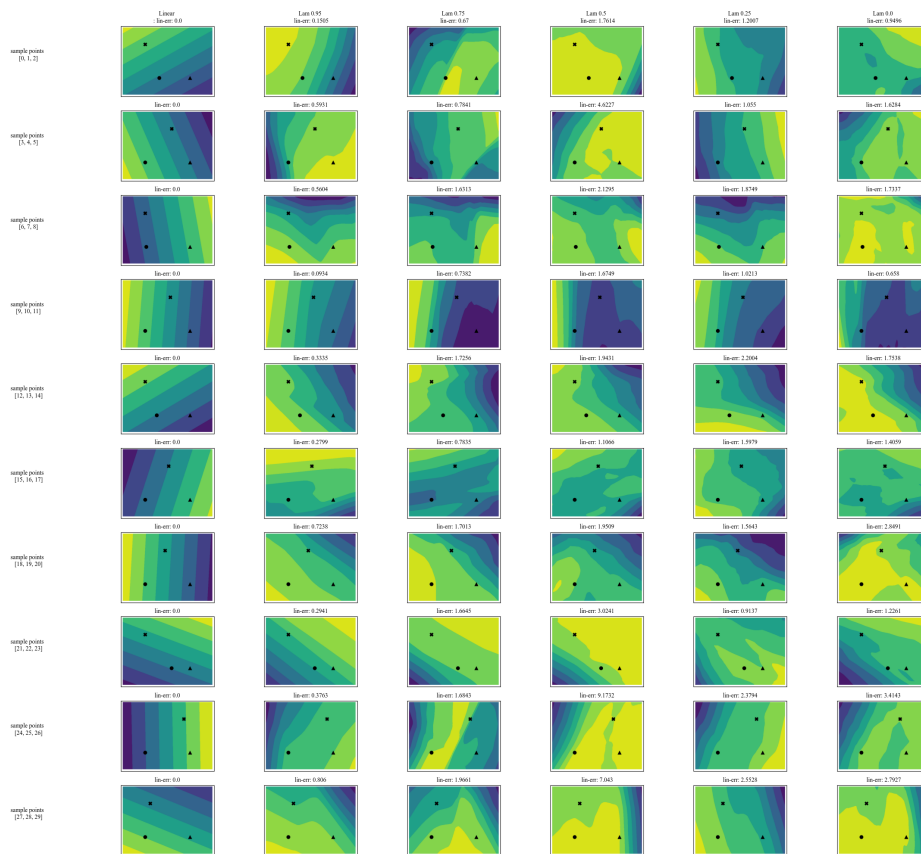 Linear
: lin-err: 0.0
Lam 0.95
lin-err: 0.1505
Lam 0.75
lin-err: 0.67
Lam 0.5
lin-err: 1.7614
Lam 0.25
lin-err: 1.2007
Lam 0.0
lin-err: 0.9496
sample points
[0, 1, 2]
lin-err: 0.0
lin-err: 0.5931
lin-err: 0.7841
lin-err: 4.6227
lin-err: 1.055
lin-err: 1.6284
sample points
[3, 4, 5]
lin-err: 0.0
lin-err: 0.5604
lin-err: 1.6313
lin-err: 2.1295
lin-err: 1.8749
lin-err: 1.7337
sample points
[6, 7, 8]
lin-err: 0.0
lin-err: 0.0934
lin-err: 0.7382
lin-err: 1.6749
lin-err: 1.0213
lin-err: 0.658
sample points
[9, 10, 11]
lin-err: 0.0
lin-err: 0.3335
lin-err: 1.7256
lin-err: 1.9431
lin-err: 2.2004
lin-err: 1.7538
sample points
[12, 13, 14]
lin-err: 0.0
lin-err: 0.2799
lin-err: 0.7835
lin-err: 1.1066
lin-err: 1.5979
lin-err: 1.4059
sample points
[15, 16, 17]
lin-err: 0.0
lin-err: 0.7238
lin-err: 1.7013
lin-err: 1.9509
lin-err: 1.5643
lin-err: 2.8491
sample points
[18, 19, 20]
lin-err: 0.0
lin-err: 0.2941
lin-err: 1.6645
lin-err: 3.0241
lin-err: 0.9137
lin-err: 1.2261
sample points
[21, 22, 23]
lin-err: 0.0
lin-err: 0.3763
lin-err: 1.6843
lin-err: 9.1732
lin-err: 2.3794
lin-err: 3.4143
sample points
[24, 25, 26]
lin-err: 0.0
lin-err: 0.806
lin-err: 1.9661
lin-err: 7.043
lin-err: 2.5528
lin-err: 2.7927
sample points
[27, 28, 29]